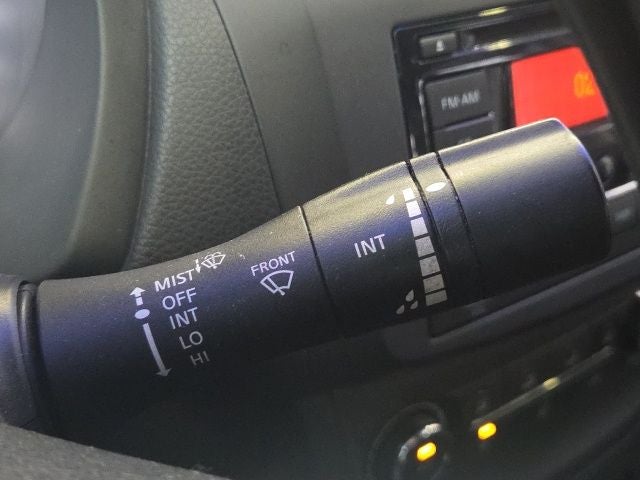 MIST
OFF
INT
LO
HI
FRONT
INT
FM·AM